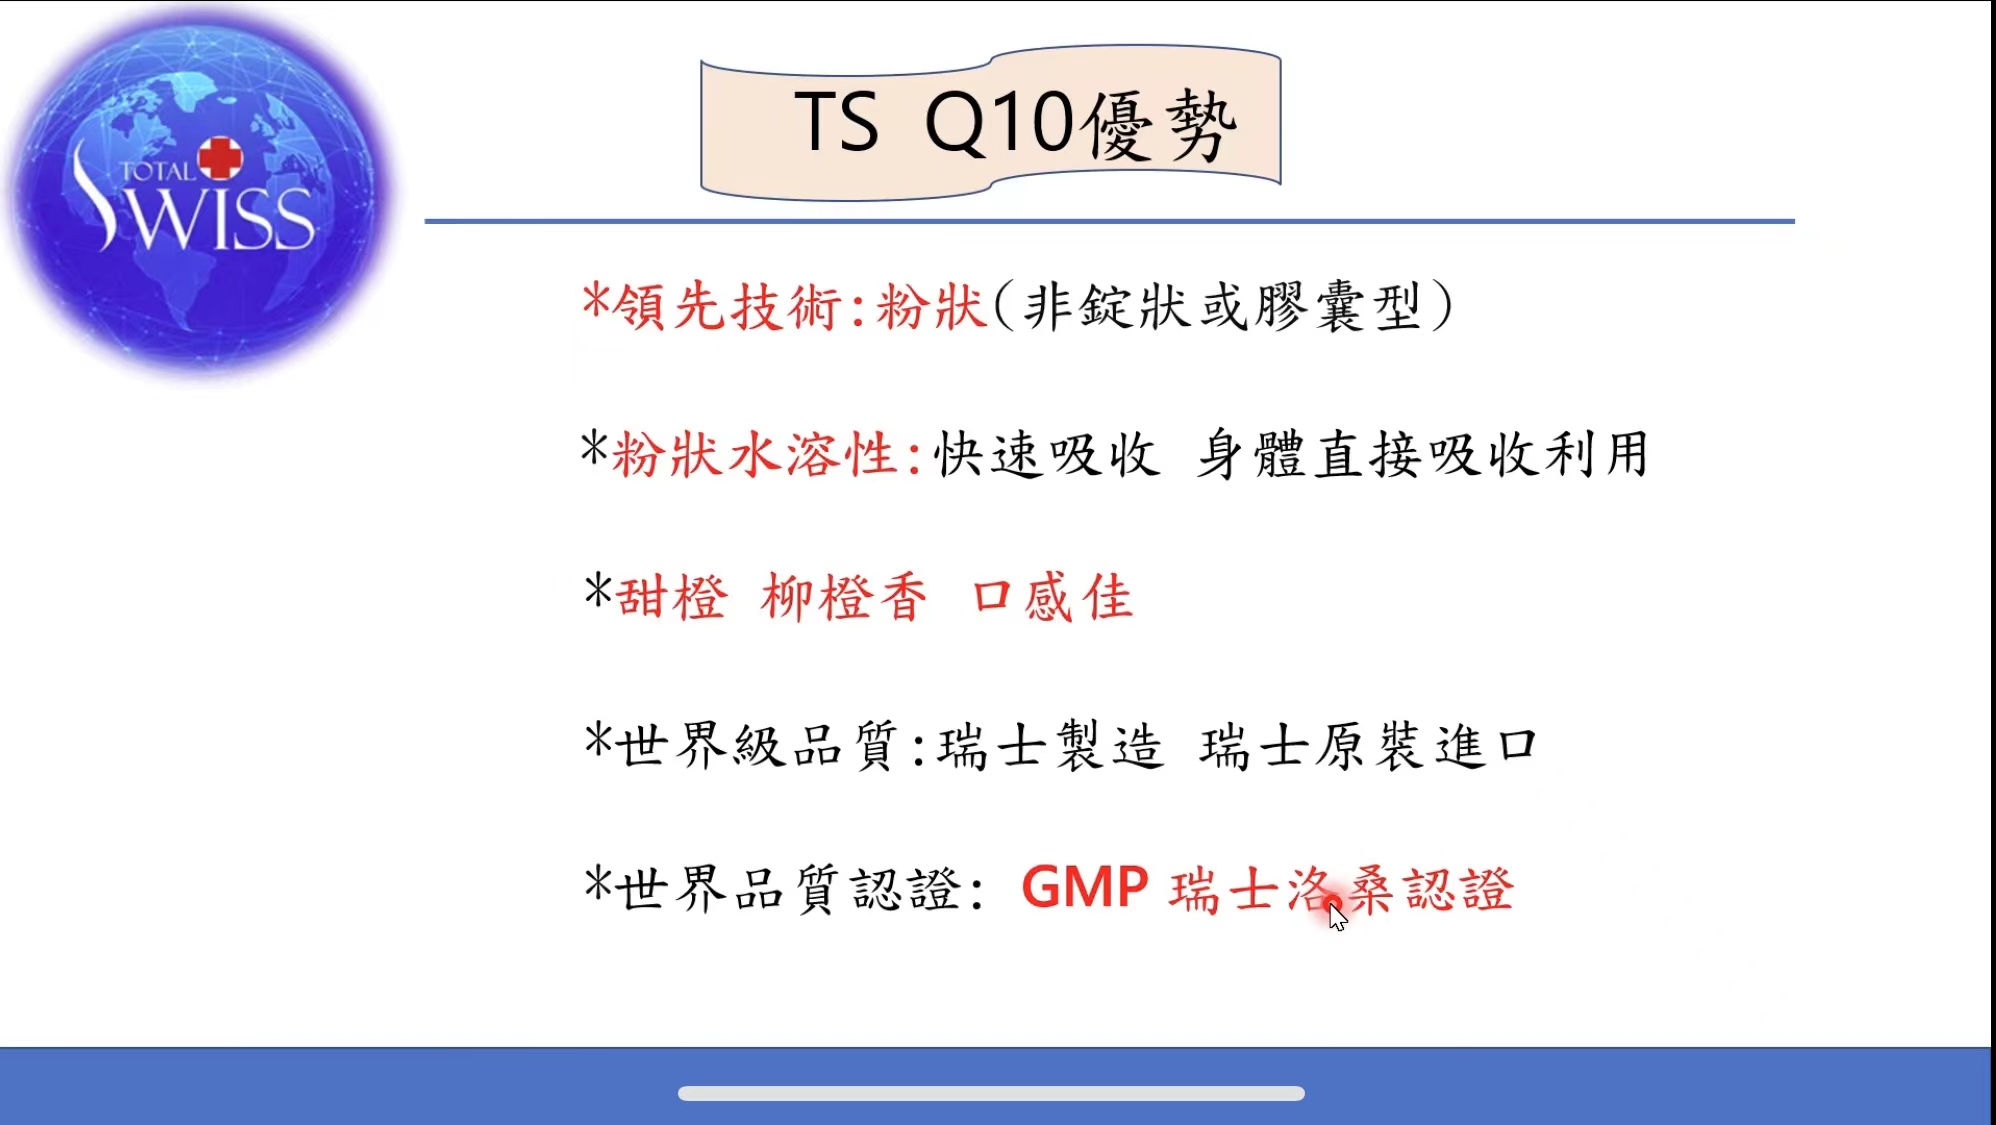 TOTAL
SWISS
TS Q10優勢
*領先技術:粉狀(非錠狀或膠囊型)
*粉狀水溶性:快速吸收 身體直接吸收利用
*甜橙 柳橙香 口感佳
*世界級品質:瑞士製造 瑞士原裝進口
*世界品質認證: GMP 瑞士洛桑認證